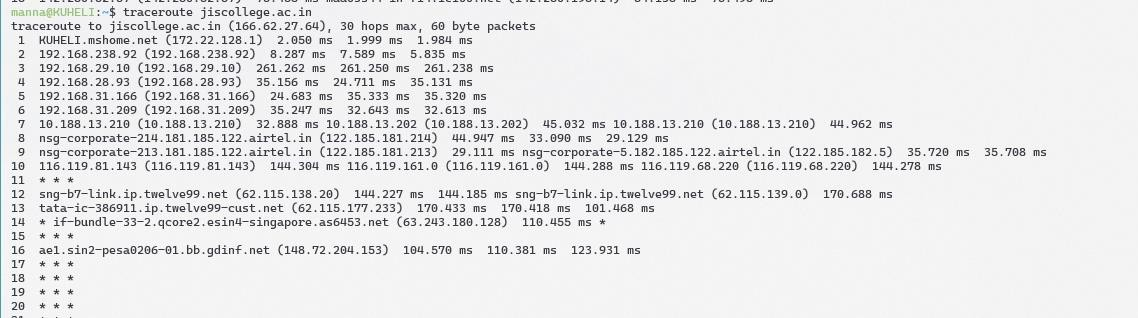 manna@KUHELI:~$ traceroute jiscollege.ac.in
traceroute to jiscollege.ac.in (166.62.27.64), 30 hops max, 60 byte packets
1 KUHELI.mshome.net (172.22.128.1) 2.050 ms 1.999 ms 1.984 ms
2 192.168.238.92 (192.168.238.92) 8.287 ms 7.589 ms 5.835 ms
3 192.168.29.10 (192.168.29.10) 261.262 ms 261.250 ms 261.238 ms
4 192.168.28.93 (192.168.28.93) 35.156 ms 24.711 ms 35.131 ms
5 192.168.31.166 (192.168.31.166) 24.683 ms 35.333 ms 35.320 ms
6 192.168.31.209 (192.168.31.209) 35.247 ms 32.643 ms 32.613 ms
7 10.188.13.210 (10.188.13.210) 32.888 ms 10.188.13.202 (10.188.13.202) 45.032 ms 10.188.13.210 (10.188.13.210) 44.962 ms
8 nsg-corporate-214.181.185.122.airtel.in (122.185.181.214) 44.947 ms 33.090 ms 29.129 ms
9 nsg-corporate-213.181.185.122.airtel.in (122.185.181.213) 29.111 ms nsg-corporate-5.182.185.122.airtel.in (122.185.182.5) 35.720 ms 35.708 ms
10 116.119.81.143 (116.119.81.143) 144.304 ms 116.119.161.0 (116.119.161.0) 144.288 ms 116.119.68.220 (116.119.68.220) 144.278 ms
11 * * *
12 sng-b7-link.ip.twelve99.net (62.115.138.20) 144.227 ms 144.185 ms sng-b7-link.ip.twelve99.net (62.115.139.0) 170.688 ms
13 tata-ic-386911.ip.twelve99-cust.net (62.115.177.233) 170.433 ms 170.418 ms 101.468 ms
14 * if-bundle-33-2.qcore2.esin4-singapore.as6453.net (63.243.180.128) 110.455 ms *
15 * * *
16 ae1.sin2-pesa0206-01.bb.gdinf.net (148.72.204.153) 104.570 ms 110.381 ms 123.931 ms
17 * * *
18 * * *
19 * * *
20 * * *